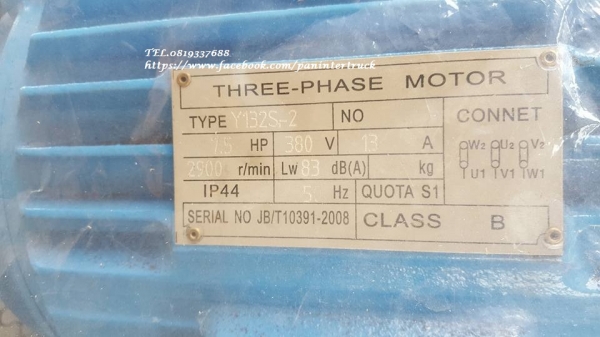 TEL.0819337688
https://www.facebook.com/paninterruck
THREE-PHASE MOTOR
TYPE Y132S-2 NO CONNET
7.5 HP 380 V 13 A
W2 U2 V2
2900 r/min Lw 83 dB(A) kg
U1 V1 W1
IP44 5 Hz QUOTA S1
SERIAL NO JB/T10391-2008 CLASS B